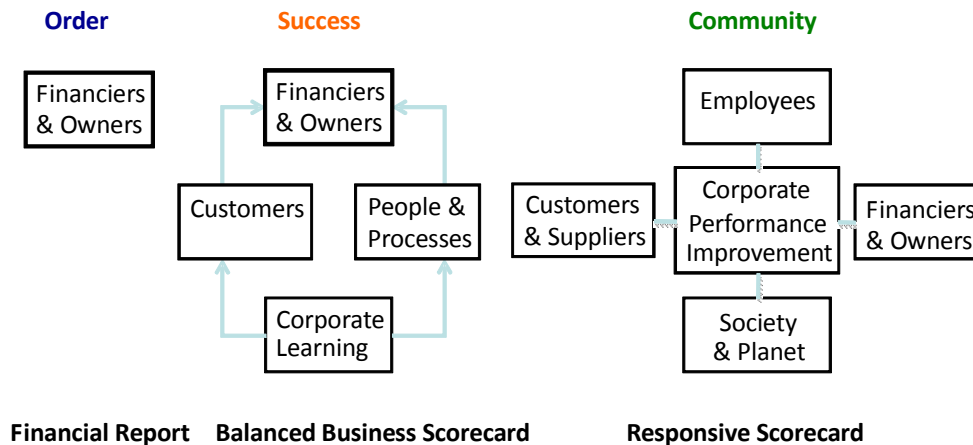 Order
Success
Community
Financiers
& Owners
Financiers
& Owners
Customers
People &
Processes
Corporate
Learning
Employees
Customers
& Suppliers
Corporate
Performance
Improvement
Financiers
& Owners
Society
& Planet
Financial Report
Balanced Business Scorecard
Responsive Scorecard